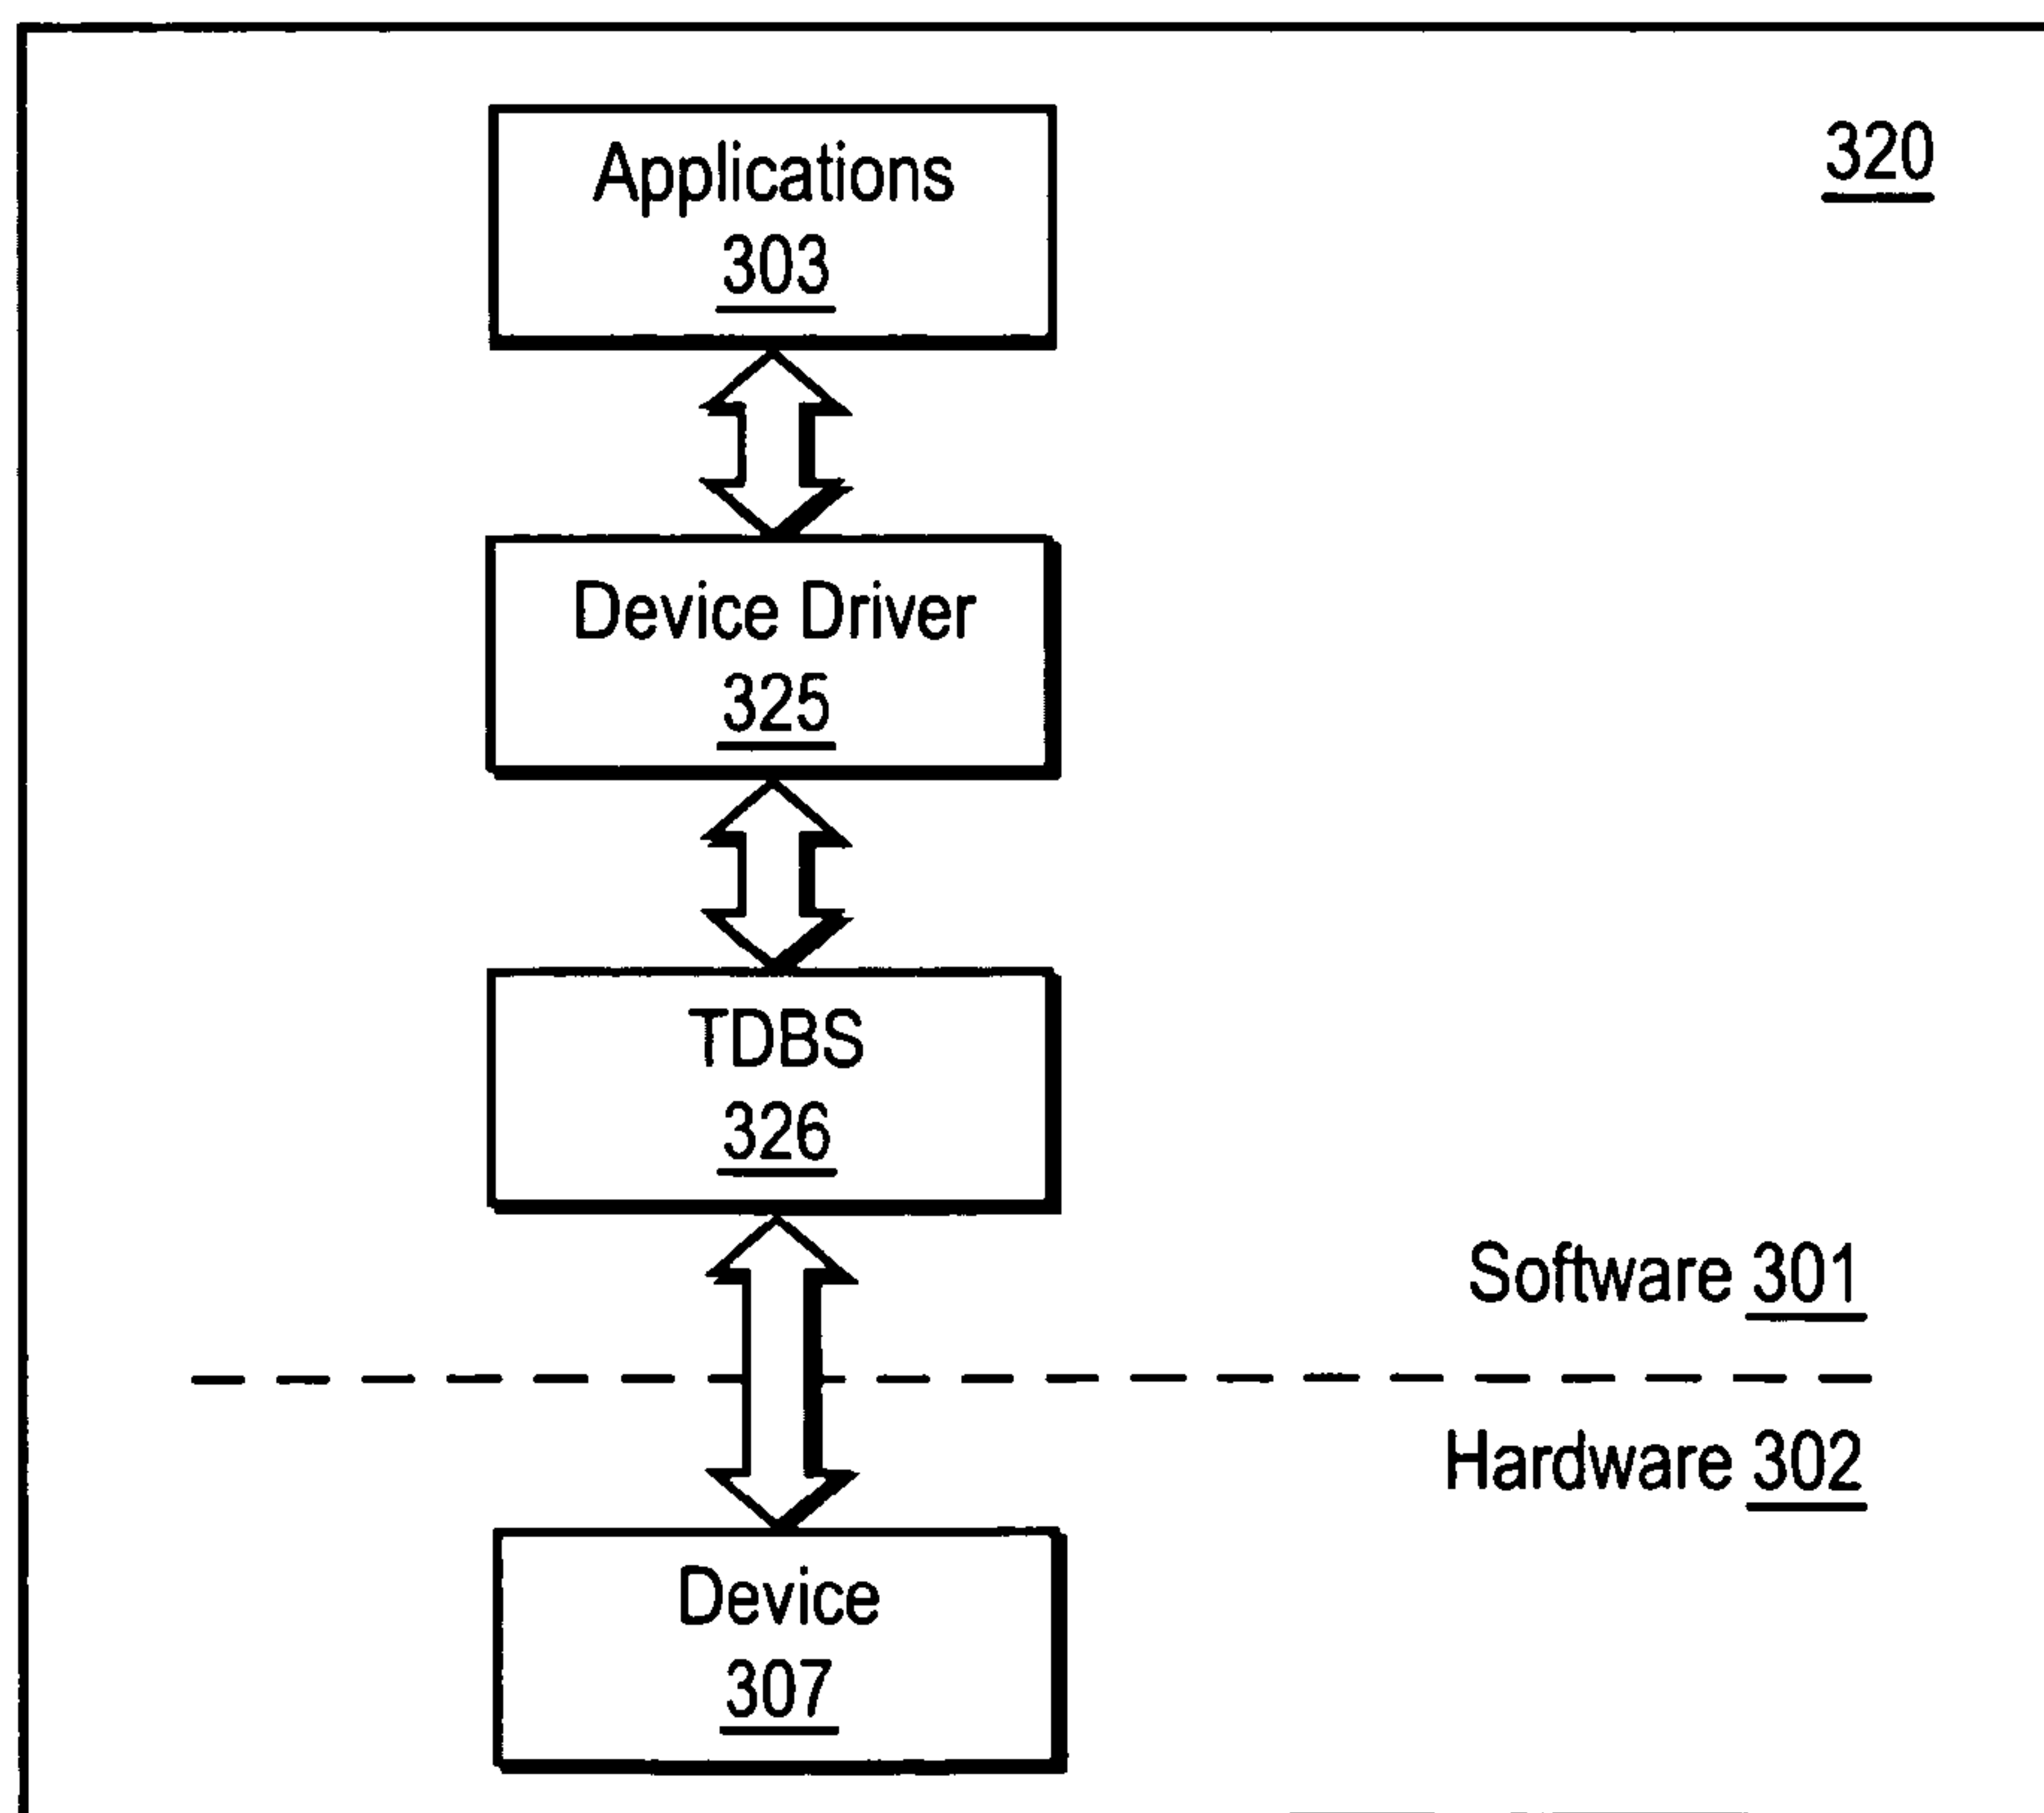 320
Applications
303
Device Driver
325
TDBS
326
Software 301
Hardware 302
Device
307